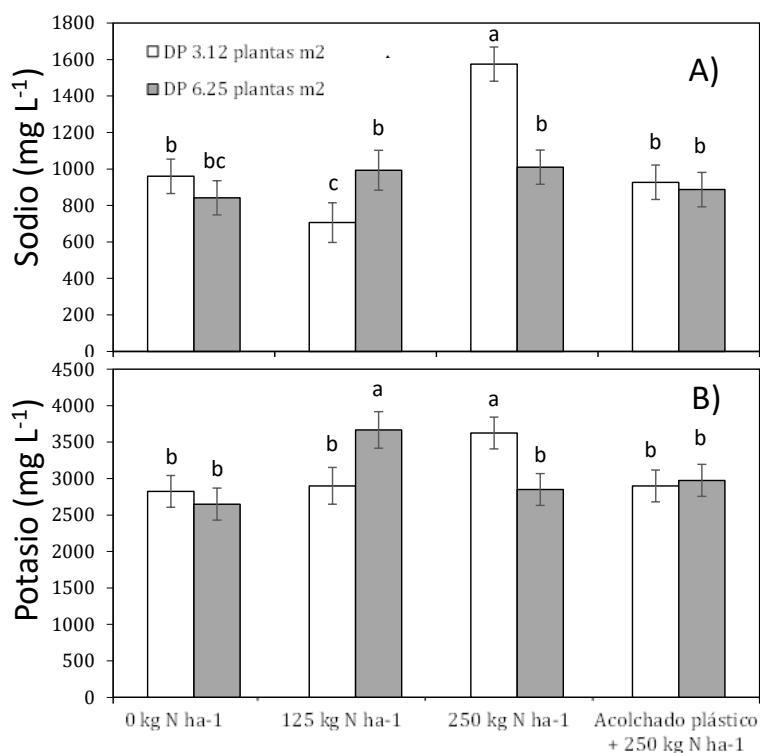 1800
1600
1400
1200
1000
800
600
400
200
0
Sodio (mg L-1)
DP 3.12 plantas m2
DP 6.25 plantas m2
.
A)
b
bc
c
b
a
b
b
b
4500
4000
3500
3000
2500
2000
1500
1000
500
0
Potasio (mg L-1)
B)
b
b
b
a
a
b
b
b
0 kg N ha-1
125 kg N ha-1
250 kg N ha-1
Acolchado plástico
+ 250 kg N ha-1